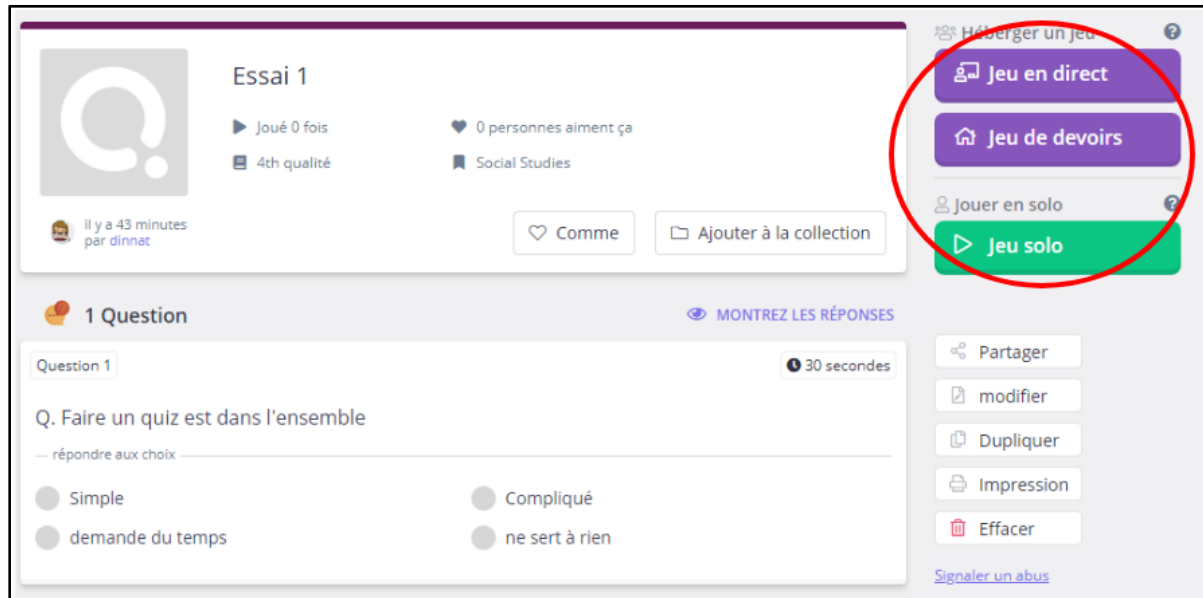 Essai 1
Joué 0 fois
0 personnes aiment ça
4th qualité
Social Studies
il y a 43 minutes
par dinnat
Comme
Ajouter à la collection
1 Question
MONTREZ LES RÉPONSES
Question 1
30 secondes
Q. Faire un quiz est dans l'ensemble
répondre aux choix
Simple
Compliqué
demande du temps
ne sert à rien
Héberger un jeu
Jeu en direct
Jeu de devoirs
Jouer en solo
Jeu solo
Partager
modifier
Dupliquer
Impression
Effacer
Signaler un abus